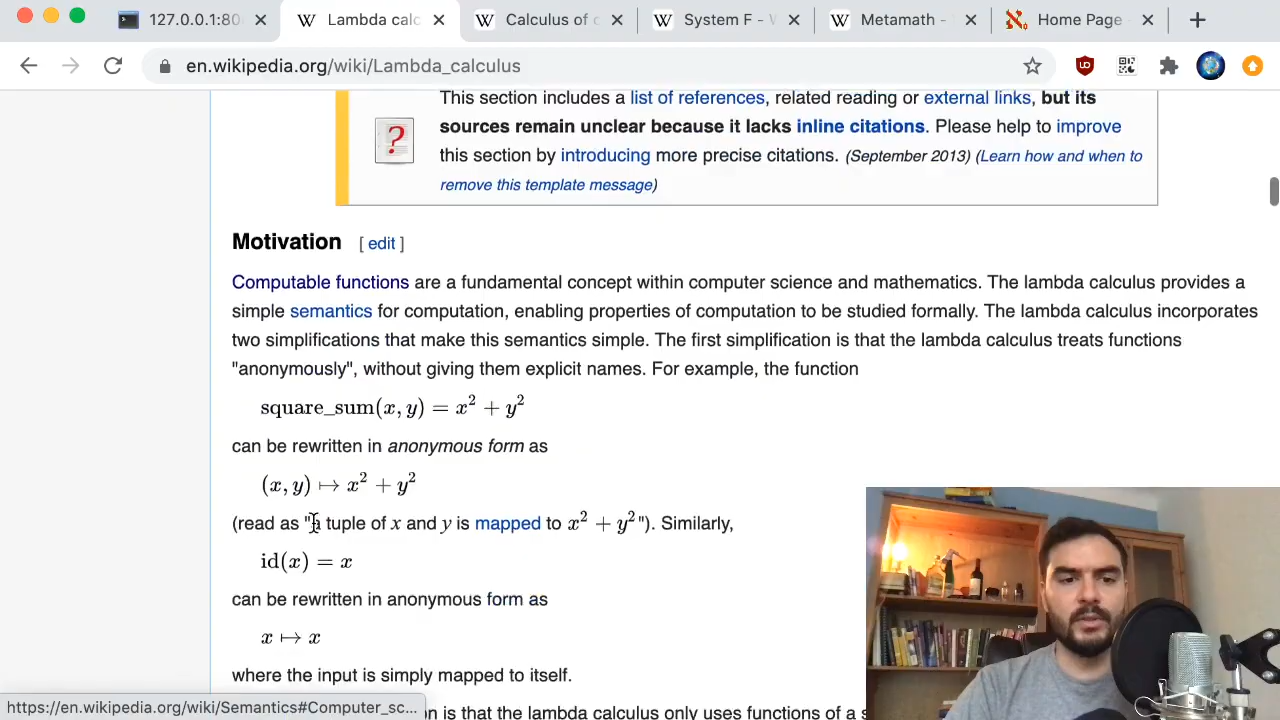 127.0.0.1:80
Lambda calc
Calculus of c
System F - W
Metamath -
Home Page
en.wikipedia.org/wiki/Lambda_calculus
This section includes a list of references, related reading or external links, but its
sources remain unclear because it lacks inline citations. Please help to improve
this section by introducing more precise citations. (September 2013) (Learn how and when to
remove this template message)
Motivation [ edit ]
Computable functions are a fundamental concept within computer science and mathematics. The lambda calculus provides a
simple semantics for computation, enabling properties of computation to be studied formally. The lambda calculus incorporates
two simplifications that make this semantics simple. The first simplification is that the lambda calculus treats functions
"anonymously", without giving them explicit names. For example, the function
square_sum(x, y) = x² + y²
can be rewritten in anonymous form as
(x, y) ↦ x² + y²
(read as "a tuple of x and y is mapped to x² + y²"). Similarly,
id(x) = x
can be rewritten in anonymous form as
x ↦ x
where the input is simply mapped to itself.
https://en.wikipedia.org/wiki/Semantics#Computer_sc...
n is that the lambda calculus only uses functions of a s